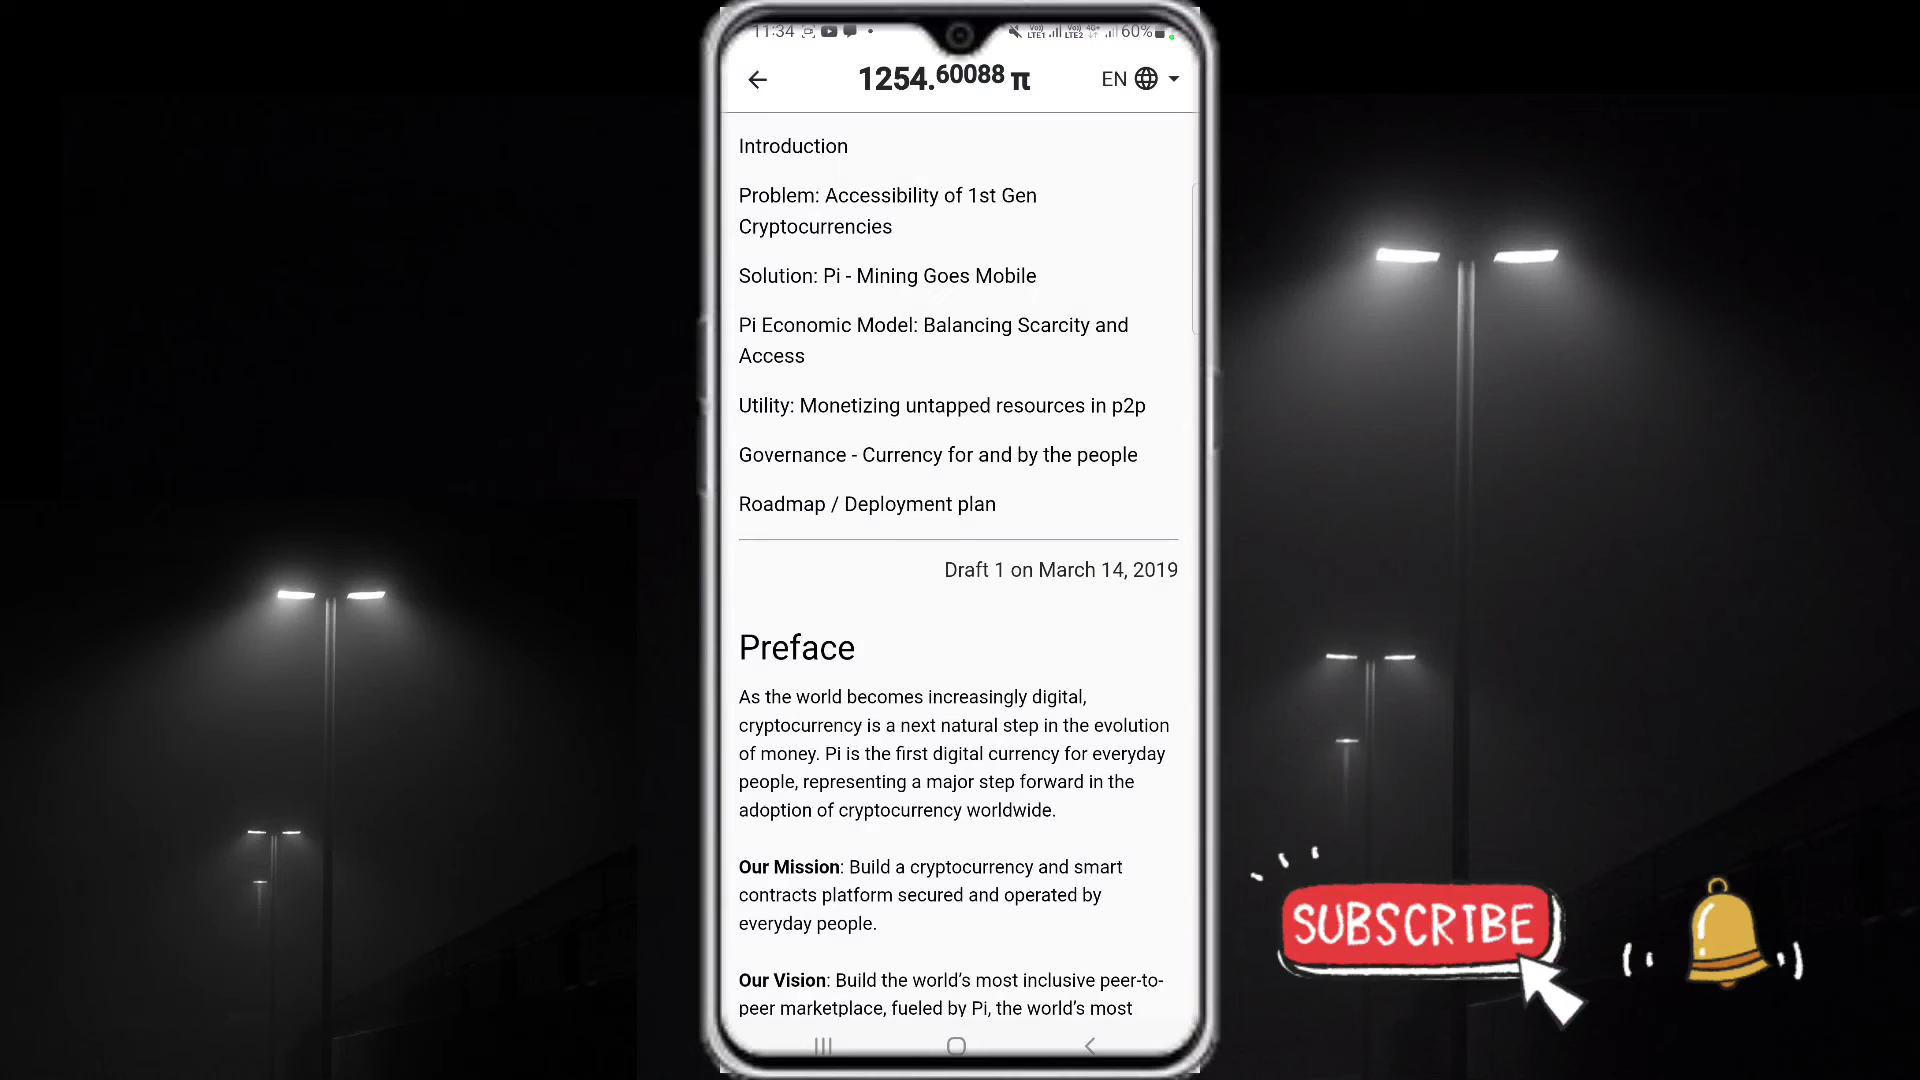 11:34
LTE1 LTE2 4G+ 60%
1254.60088 π EN
Introduction
Problem: Accessibility of 1st Gen
Cryptocurrencies
Solution: Pi - Mining Goes Mobile
Pi Economic Model: Balancing Scarcity and
Access
Utility: Monetizing untapped resources in p2p
Governance - Currency for and by the people
Roadmap / Deployment plan
Draft 1 on March 14, 2019
Preface
As the world becomes increasingly digital,
cryptocurrency is a next natural step in the evolution
of money. Pi is the first digital currency for everyday
people, representing a major step forward in the
adoption of cryptocurrency worldwide.
Our Mission: Build a cryptocurrency and smart
contracts platform secured and operated by
everyday people.
Our Vision: Build the world’s most inclusive peer-to-
peer marketplace, fueled by Pi, the world’s most
SUBSCRIBE